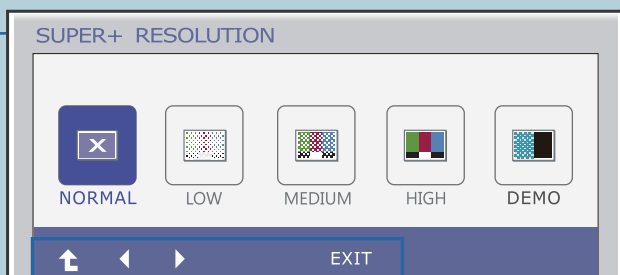 SUPER+ RESOLUTION
NORMAL LOW MEDIUM HIGH DEMO
EXIT